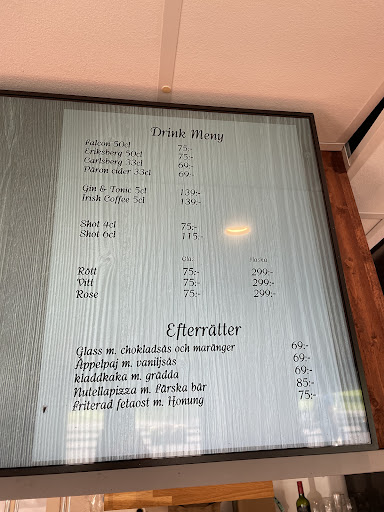 Drink Meny
Falcon 50cl 75:-
Eriksberg 50cl 75:-
Carlsberg 33cl 69:-
Päron cider 33cl 69:-
Gin & Tonic 5cl 139:-
Irish Coffee 5cl 139:-
Shot 4cl 75:-
Shot 6cl 115:-
Rött 75:- 299:-
Vitt 75:- 299:-
Rosé 75:- 299:-
Efterrätter
Glass m. chokladsås och maränger 69:-
Äppelpaj m. vaniljsås 69:-
kladdkaka m. grädda 69:-
Nutellapizza m. Färska bär 85:-
Friterad fetaost m. Honung 75:-